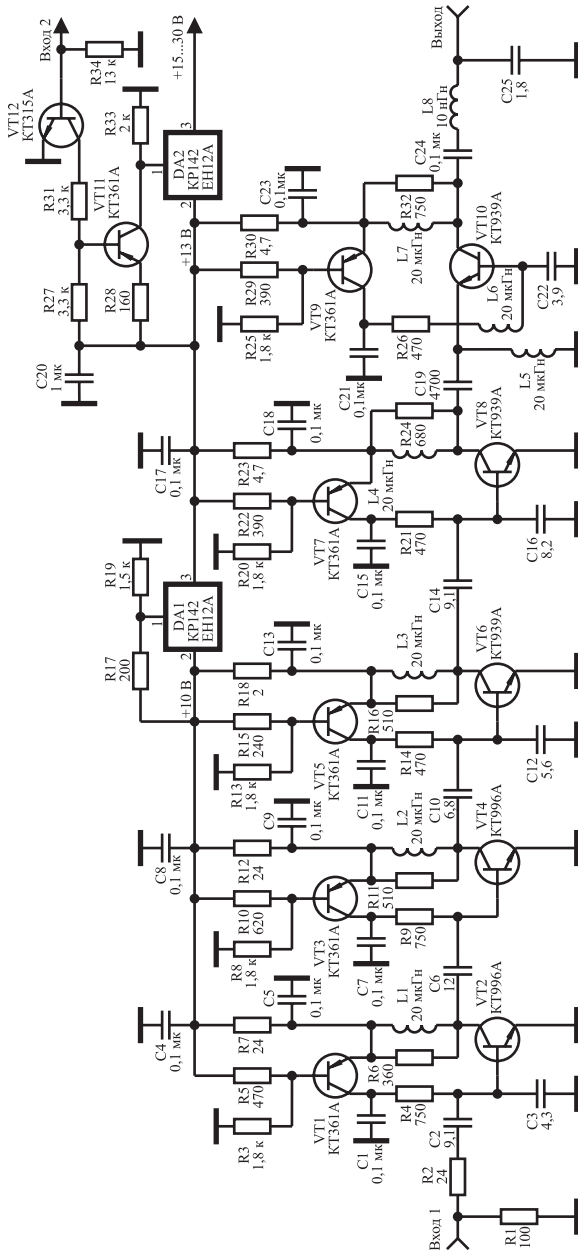 Вход 1
R1
100
R2
24
C2
9,1
C3
4,3
R3
1,8 к
R5
470
C4
0,1 мк
R7
24
C5
0,1 мк
VT1
КТ361А
C1
0,1 мк
R4
750
R6
360
L1
20 мкГн
VT2
КТ996А
C6
12
R8
1,8 к
R10
620
C8
0,1 мк
R12
24
C9
0,1 мк
VT3
КТ361А
C7
0,1 мк
R9
750
R11
510
L2
20 мкГн
VT4
КТ996А
C10
6,8
C12
5,6
R13
1,8 к
R15
240
+10 В
R18
2
C13
0,1 мк
VT5
КТ361А
C11
0,1 мк
R14
470
R16
510
L3
20 мкГн
VT6
КТ939А
R17
200
R19
1,5 к
2
1
3
DA1
КР142
ЕН12А
C14
9,1
C16
8,2
R20
1,8 к
R22
390
C17
0,1 мк
R23
4,7
C18
0,1 мк
VT7
КТ361А
C15
0,1 мк
R21
470
L4
20 мкГн
R24
680
VT8
КТ939А
C19
4700
L5
20 мкГн
C20
1 мк
R27
3,3 к
R28
160
R31
3,3 к
VT11
КТ361А
VT12
КТ315А
Вход 2
R34
13 к
R33
2 к
2
1
3
DA2
КР142
ЕН12А
+15...30 В
+13 В
R25
1,8 к
R29
390
R30
4,7
C23
0,1мк
VT9
КТ361А
C21
0,1мк
R26
470
L7
20 мкГн
R32
750
VT10
КТ939А
L6
20 мкГн
C22
3,9
C24
0,1 мк
L8
10 нГн
C25
1,8
Выход